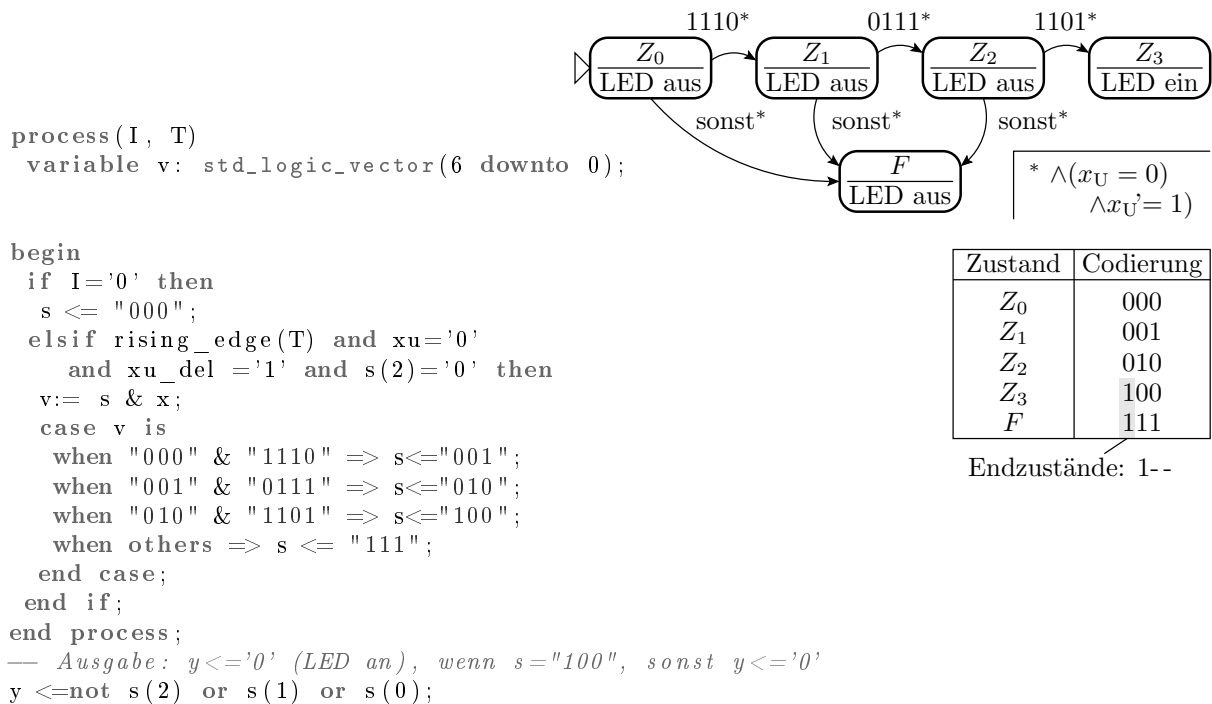 1110* 0111* 1101*
Z0 Z1 Z2 Z3
LED aus LED aus LED aus LED ein
sonst* sonst* sonst*
F
LED aus
* ∧(xU = 0)
∧xU'= 1)
process(I, T)
variable v: std_logic_vector(6 downto 0);
begin
if I='0' then
s <= "000";
elsif rising_edge(T) and xu='0'
and xu_del ='1' and s(2)='0' then
v:= s & x;
case v is
when "000" & "1110" => s<="001";
when "001" & "0111" => s<="010";
when "010" & "1101" => s<="100";
when others => s <= "111";
end case;
end if;
end process;
-- Ausgabe: y<='0' (LED an), wenn s="100", sonst y<='0'
y <=not s(2) or s(1) or s(0);
Zustand Codierung
Z0 000
Z1 001
Z2 010
Z3 100
F 111
Endzustände: 1--